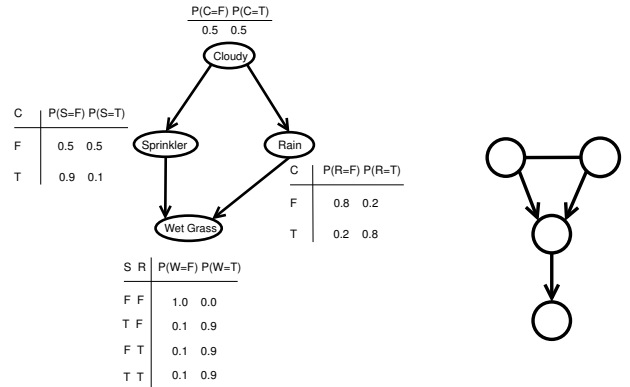 P(C=F) P(C=T)
0.5 0.5
Cloudy
C P(S=F) P(S=T)
F 0.5 0.5
T 0.9 0.1
Sprinkler
Rain
C P(R=F) P(R=T)
F 0.8 0.2
T 0.2 0.8
Wet Grass
S R P(W=F) P(W=T)
F F 1.0 0.0
T F 0.1 0.9
F T 0.1 0.9
T T 0.1 0.9